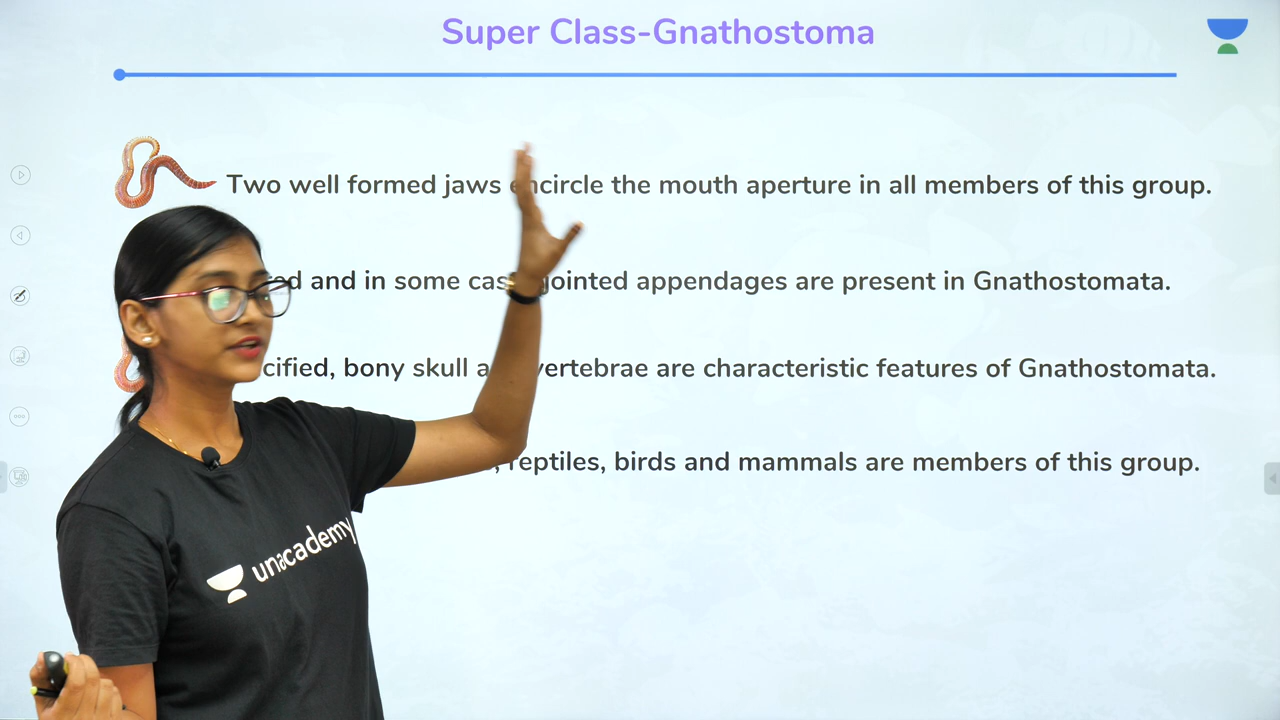 Super Class-Gnathostoma
Two well formed jaws encircle the mouth aperture in all members of this group.
and in some jointed appendages are present in Gnathostomata.
bony skull vertebrae are characteristic features of Gnathostomata.
reptiles, birds and mammals are members of this group.
unacademy